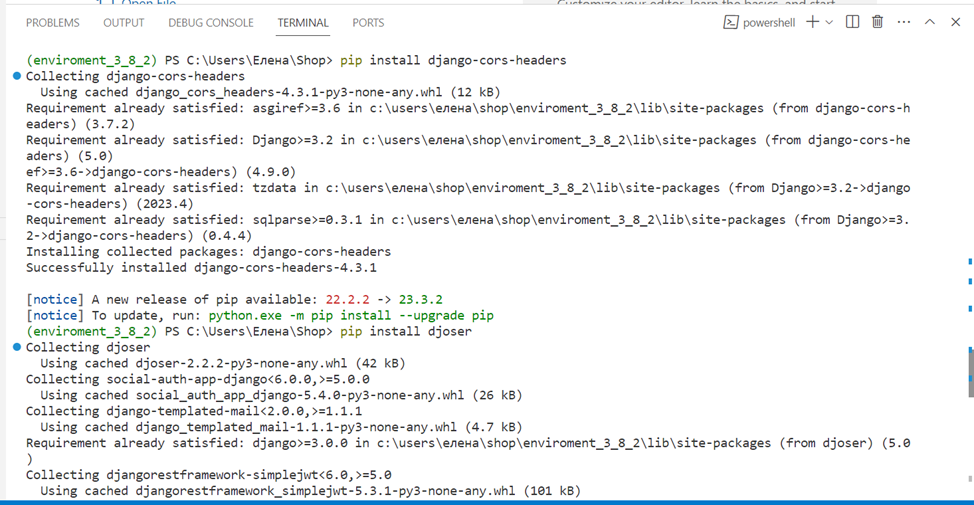 Open File
Customize your editor, learn the basics, and start
PROBLEMS OUTPUT DEBUG CONSOLE TERMINAL PORTS
powershell
(enviroment_3_8_2) PS C:\Users\Елена\Shop> pip install django-cors-headers
Collecting django-cors-headers
Using cached django_cors_headers-4.3.1-py3-none-any.whl (12 kB)
Requirement already satisfied: asgiref>=3.6 in c:\users\елена\shop\enviroment_3_8_2\lib\site-packages (from django-cors-h
eaders) (3.7.2)
Requirement already satisfied: Django>=3.2 in c:\users\елена\shop\enviroment_3_8_2\lib\site-packages (from django-cors-he
aders) (5.0)
ef>=3.6->django-cors-headers) (4.9.0)
Requirement already satisfied: tzdata in c:\users\елена\shop\enviroment_3_8_2\lib\site-packages (from Django>=3.2->django
-cors-headers) (2023.4)
Requirement already satisfied: sqlparse>=0.3.1 in c:\users\елена\shop\enviroment_3_8_2\lib\site-packages (from Django>=3.
2->django-cors-headers) (0.4.4)
Installing collected packages: django-cors-headers
Successfully installed django-cors-headers-4.3.1
[notice] A new release of pip available: 22.2.2 -> 23.3.2
[notice] To update, run: python.exe -m pip install --upgrade pip
(enviroment_3_8_2) PS C:\Users\Елена\Shop> pip install djoser
Collecting djoser
Using cached djoser-2.2.2-py3-none-any.whl (42 kB)
Collecting social-auth-app-django<6.0.0,>=5.0.0
Using cached social_auth_app_django-5.4.0-py3-none-any.whl (26 kB)
Collecting django-templated-mail<2.0.0,>=1.1.1
Using cached django_templated_mail-1.1.1-py3-none-any.whl (4.7 kB)
Requirement already satisfied: django>=3.0.0 in c:\users\елена\shop\enviroment_3_8_2\lib\site-packages (from djoser) (5.0
)
Collecting djangorestframework-simplejwt<6.0,>=5.0
Using cached djangorestframework_simplejwt-5.3.1-py3-none-any.whl (101 kB)